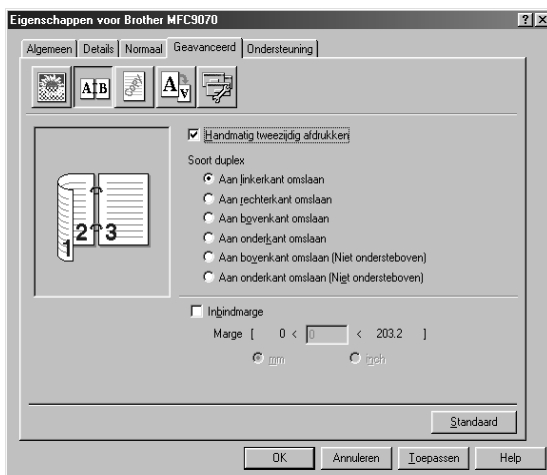 Eigenschappen voor Brother MFC9070
Algemeen Details Normaal Geavanceerd Ondersteuning
A B copy A A
Handmatig tweezijdig afdrukken
Soort duplex
Aan linkerkant omslaan
Aan rechterkant omslaan
Aan bovenkant omslaan
Aan onderkant omslaan
Aan bovenkant omslaan (Niet ondersteboven)
Aan onderkant omslaan (Niet ondersteboven)
1 2 3
Inbindmarge
Marge [ 0 < 0 < 203.2 ]
mm inch
Standaard
OK Annuleren Toepassen Help